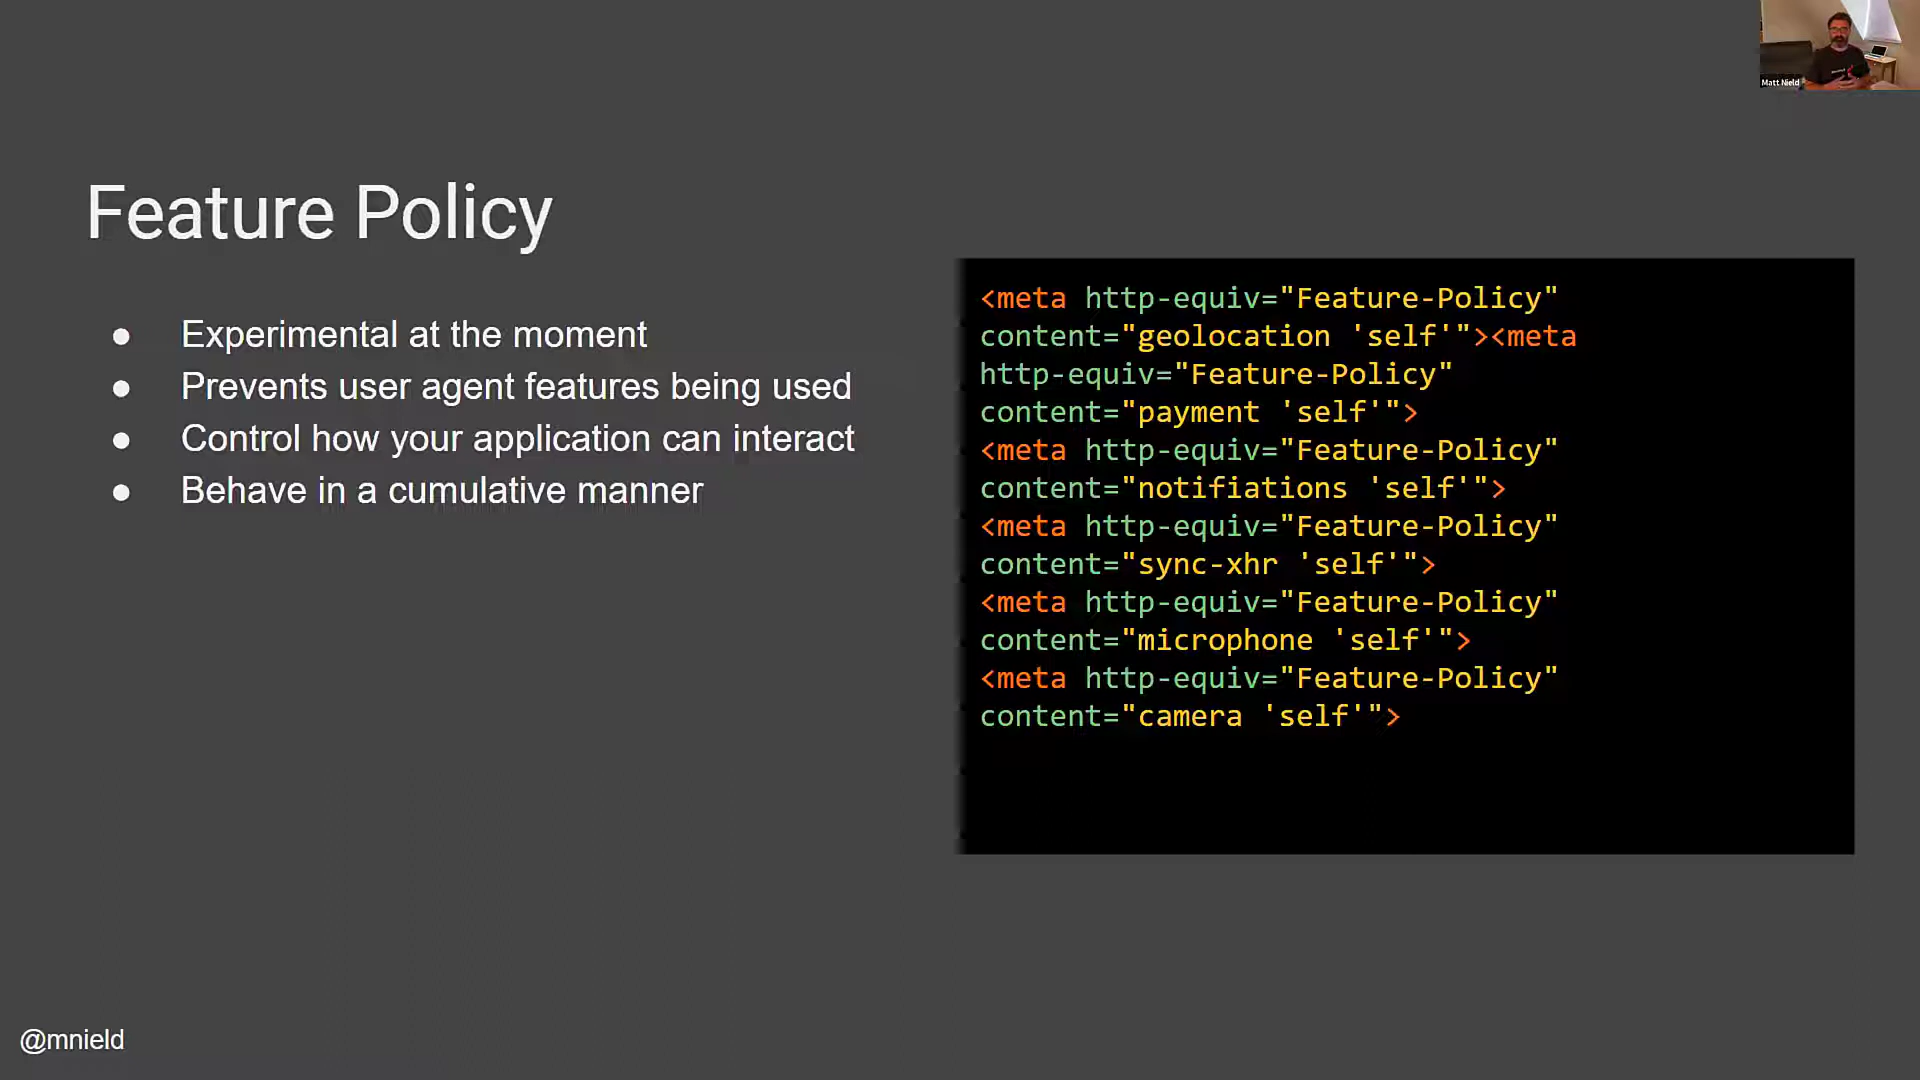 Matt Nield
Feature Policy
● Experimental at the moment
● Prevents user agent features being used
● Control how your application can interact
● Behave in a cumulative manner
<meta http-equiv="Feature-Policy"
content="geolocation 'self'"><meta
http-equiv="Feature-Policy"
content="payment 'self'">
<meta http-equiv="Feature-Policy"
content="notifiations 'self'">
<meta http-equiv="Feature-Policy"
content="sync-xhr 'self'">
<meta http-equiv="Feature-Policy"
content="microphone 'self'">
<meta http-equiv="Feature-Policy"
content="camera 'self'">
@mnield